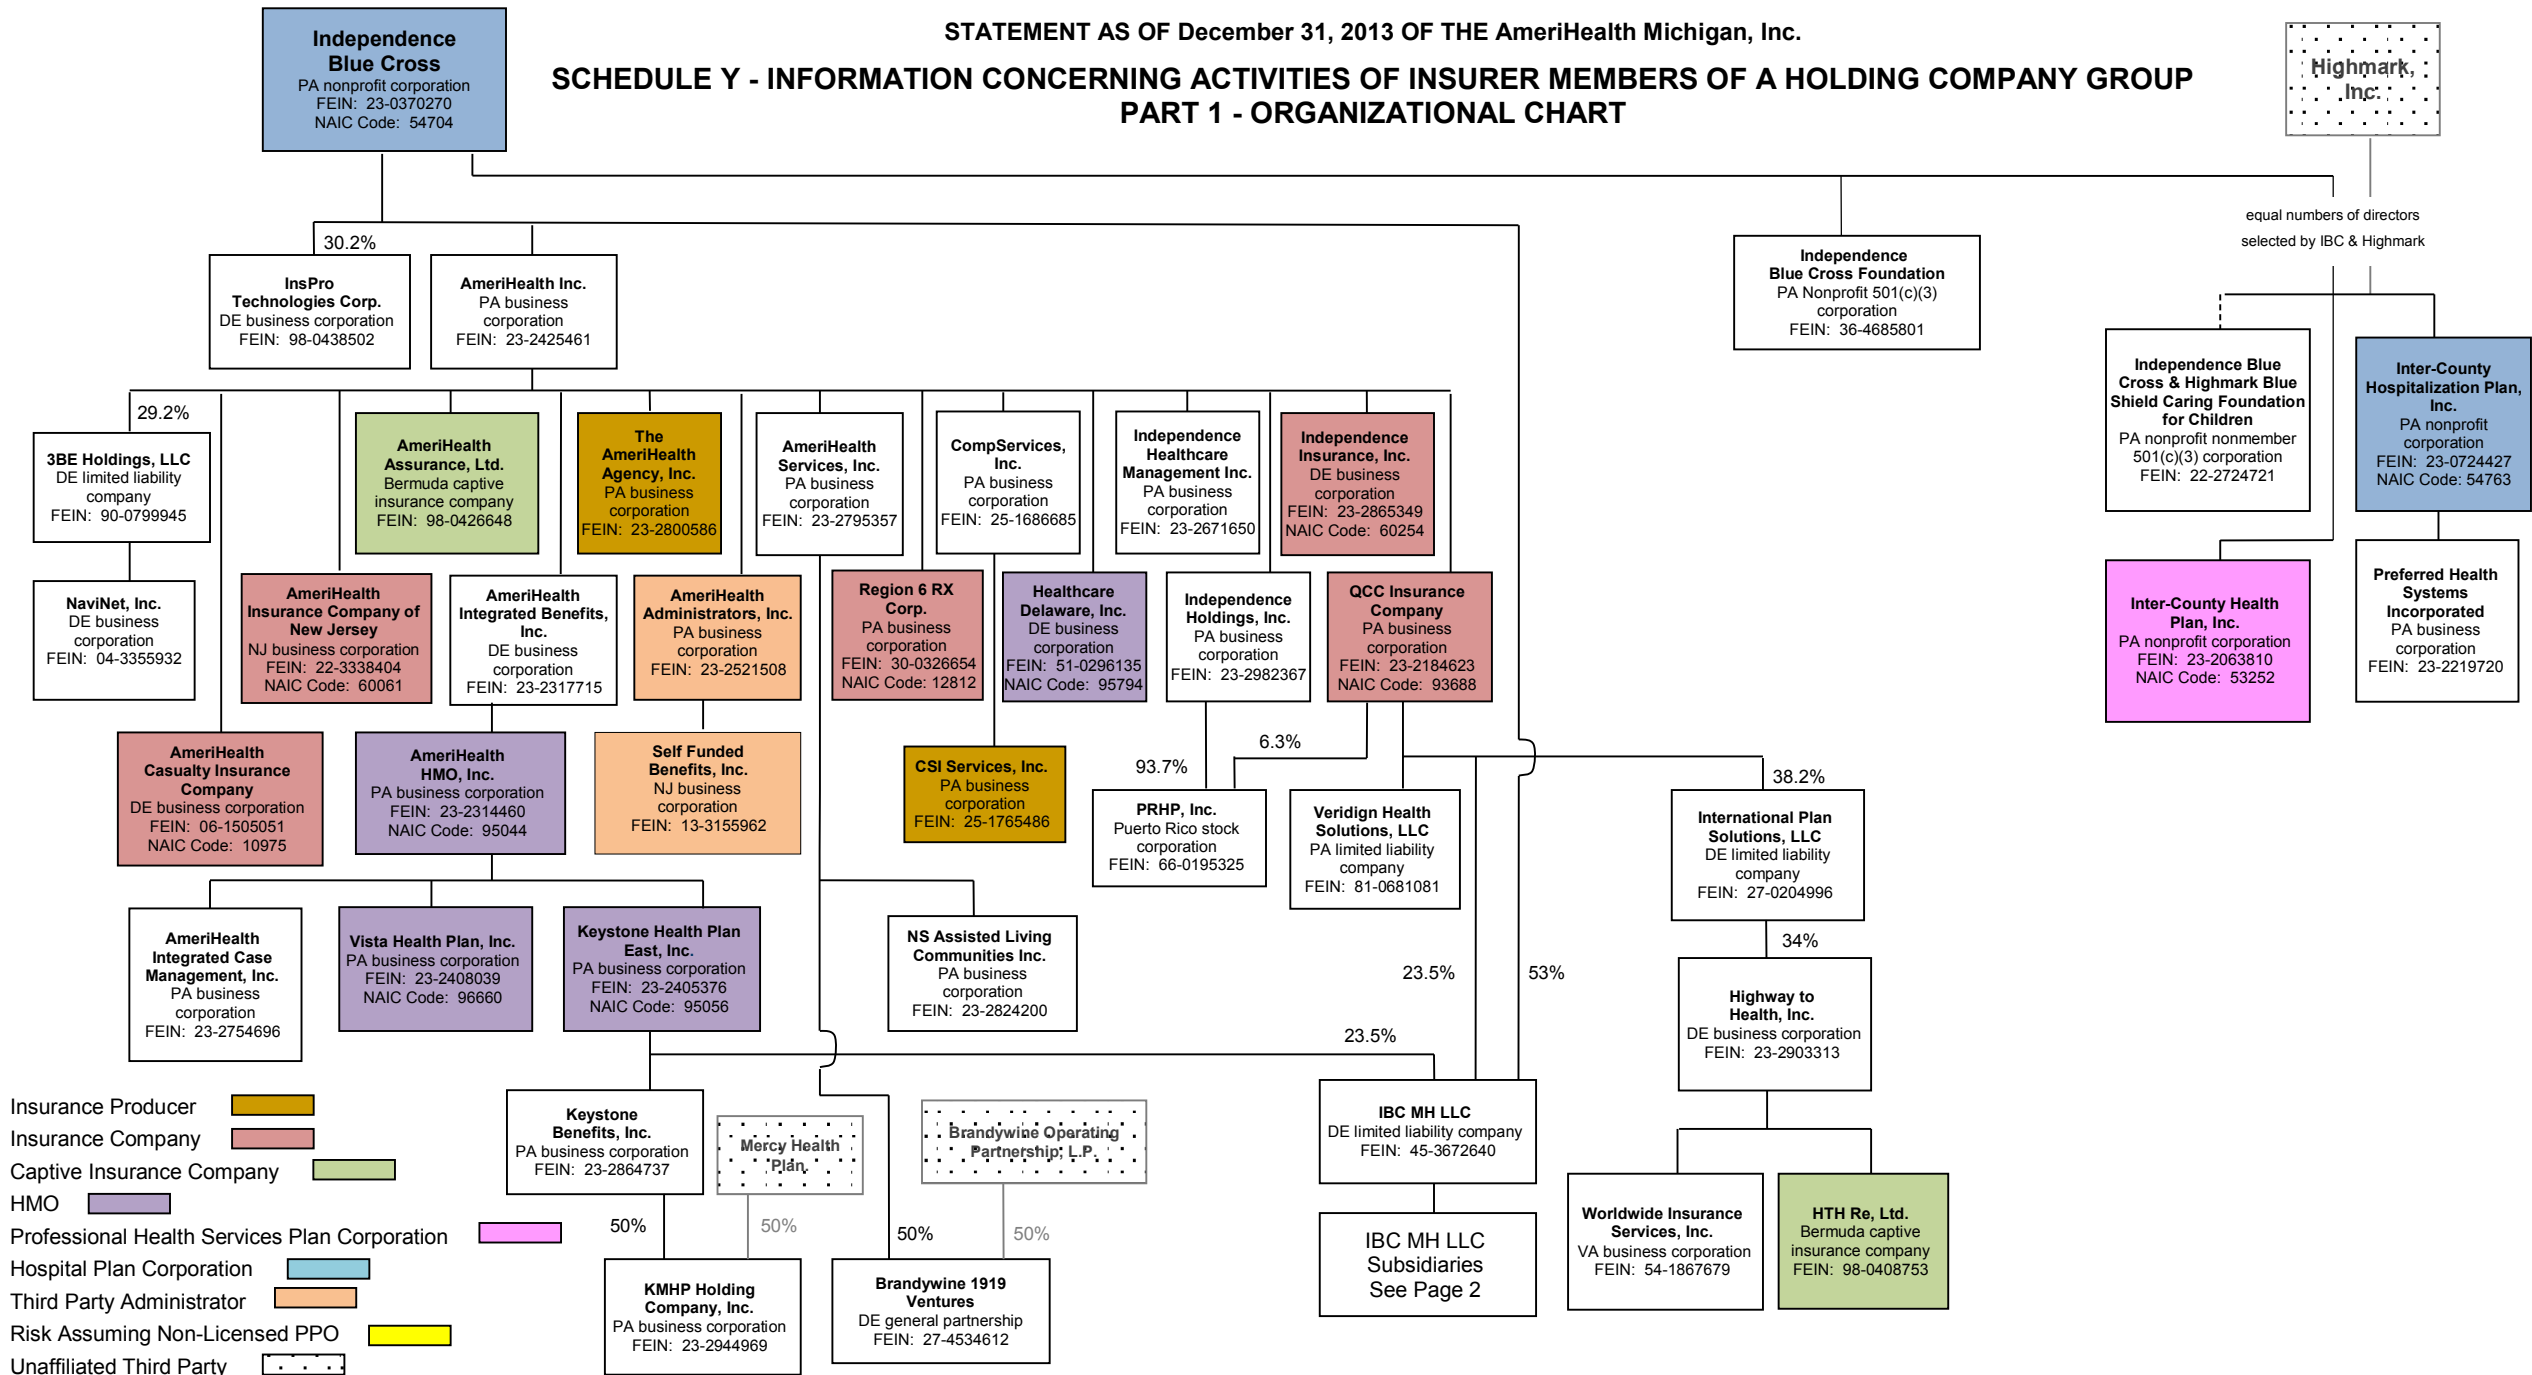 STATEMENT AS OF December 31, 2013 OF THE AmeriHealth Michigan, Inc.
SCHEDULE Y - INFORMATION CONCERNING ACTIVITIES OF INSURER MEMBERS OF A HOLDING COMPANY GROUP
PART 1 - ORGANIZATIONAL CHART
Independence
Blue Cross
PA nonprofit corporation
FEIN: 23-0370270
NAIC Code: 54704
Highmark,
Inc.
equal numbers of directors
selected by IBC & Highmark
30.2%
InsPro
Technologies Corp.
DE business corporation
FEIN: 98-0438502
AmeriHealth Inc.
PA business
corporation
FEIN: 23-2425461
Independence
Blue Cross Foundation
PA Nonprofit 501(c)(3)
corporation
FEIN: 36-4685801
Independence Blue
Cross & Highmark Blue
Shield Caring Foundation
for Children
PA nonprofit nonmember
501(c)(3) corporation
FEIN: 22-2724721
Inter-County
Hospitalization Plan,
Inc.
PA nonprofit
corporation
FEIN: 23-0724427
NAIC Code: 54763
29.2%
3BE Holdings, LLC
DE limited liability
company
FEIN: 90-0799945
AmeriHealth
Assurance, Ltd.
Bermuda captive
insurance company
FEIN: 98-0426648
The
AmeriHealth
Agency, Inc.
PA business
corporation
FEIN: 23-2800586
AmeriHealth
Services, Inc.
PA business
corporation
FEIN: 23-2795357
CompServices,
Inc.
PA business
corporation
FEIN: 25-1686685
Independence
Healthcare
Management Inc.
PA business
corporation
FEIN: 23-2671650
Independence
Insurance, Inc.
DE business
corporation
FEIN: 23-2865349
NAIC Code: 60254
NaviNet, Inc.
DE business
corporation
FEIN: 04-3355932
AmeriHealth
Insurance Company of
New Jersey
NJ business corporation
FEIN: 22-3338404
NAIC Code: 60061
AmeriHealth
Integrated Benefits,
Inc.
DE business
corporation
FEIN: 23-2317715
AmeriHealth
Administrators, Inc.
PA business
corporation
FEIN: 23-2521508
Region 6 RX
Corp.
PA business
corporation
FEIN: 30-0326654
NAIC Code: 12812
Healthcare
Delaware, Inc.
DE business
corporation
FEIN: 51-0296135
NAIC Code: 95794
Independence
Holdings, Inc.
PA business
corporation
FEIN: 23-2982367
QCC Insurance
Company
PA business
corporation
FEIN: 23-2184623
NAIC Code: 93688
Inter-County Health
Plan, Inc.
PA nonprofit corporation
FEIN: 23-2063810
NAIC Code: 53252
Preferred Health
Systems
Incorporated
PA business
corporation
FEIN: 23-2219720
AmeriHealth
Casualty Insurance
Company
DE business corporation
FEIN: 06-1505051
NAIC Code: 10975
AmeriHealth
HMO, Inc.
PA business corporation
FEIN: 23-2314460
NAIC Code: 95044
Self Funded
Benefits, Inc.
NJ business
corporation
FEIN: 13-3155962
CSI Services, Inc.
PA business
corporation
FEIN: 25-1765486
93.7%
6.3%
PRHP, Inc.
Puerto Rico stock
corporation
FEIN: 66-0195325
Veridign Health
Solutions, LLC
PA limited liability
company
FEIN: 81-0681081
38.2%
International Plan
Solutions, LLC
DE limited liability
company
FEIN: 27-0204996
AmeriHealth
Integrated Case
Management, Inc.
PA business
corporation
FEIN: 23-2754696
Vista Health Plan, Inc.
PA business corporation
FEIN: 23-2408039
NAIC Code: 96660
Keystone Health Plan
East, Inc.
PA business corporation
FEIN: 23-2405376
NAIC Code: 95056
NS Assisted Living
Communities Inc.
PA business
corporation
FEIN: 23-2824200
23.5%
53%
34%
Highway to
Health, Inc.
DE business corporation
FEIN: 23-2903313
23.5%
Keystone
Benefits, Inc.
PA business corporation
FEIN: 23-2864737
Mercy Health
Plan
Brandywine Operating
Partnership, L.P.
IBC MH LLC
DE limited liability company
FEIN: 45-3672640
50%
50%
50%
50%
KMHP Holding
Company, Inc.
PA business corporation
FEIN: 23-2944969
Brandywine 1919
Ventures
DE general partnership
FEIN: 27-4534612
IBC MH LLC
Subsidiaries
See Page 2
Worldwide Insurance
Services, Inc.
VA business corporation
FEIN: 54-1867679
HTH Re, Ltd.
Bermuda captive
insurance company
FEIN: 98-0408753
Insurance Producer
Insurance Company
Captive Insurance Company
HMO
Professional Health Services Plan Corporation
Hospital Plan Corporation
Third Party Administrator
Risk Assuming Non-Licensed PPO
Unaffiliated Third Party